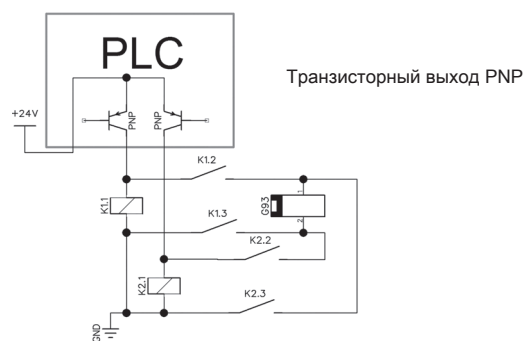 PLC
Транзисторный выход PNP
+24V
PNP
PNP
K1.2
K1.1
G93
1
2
K1.3
K2.2
K2.1
K2.3
GND